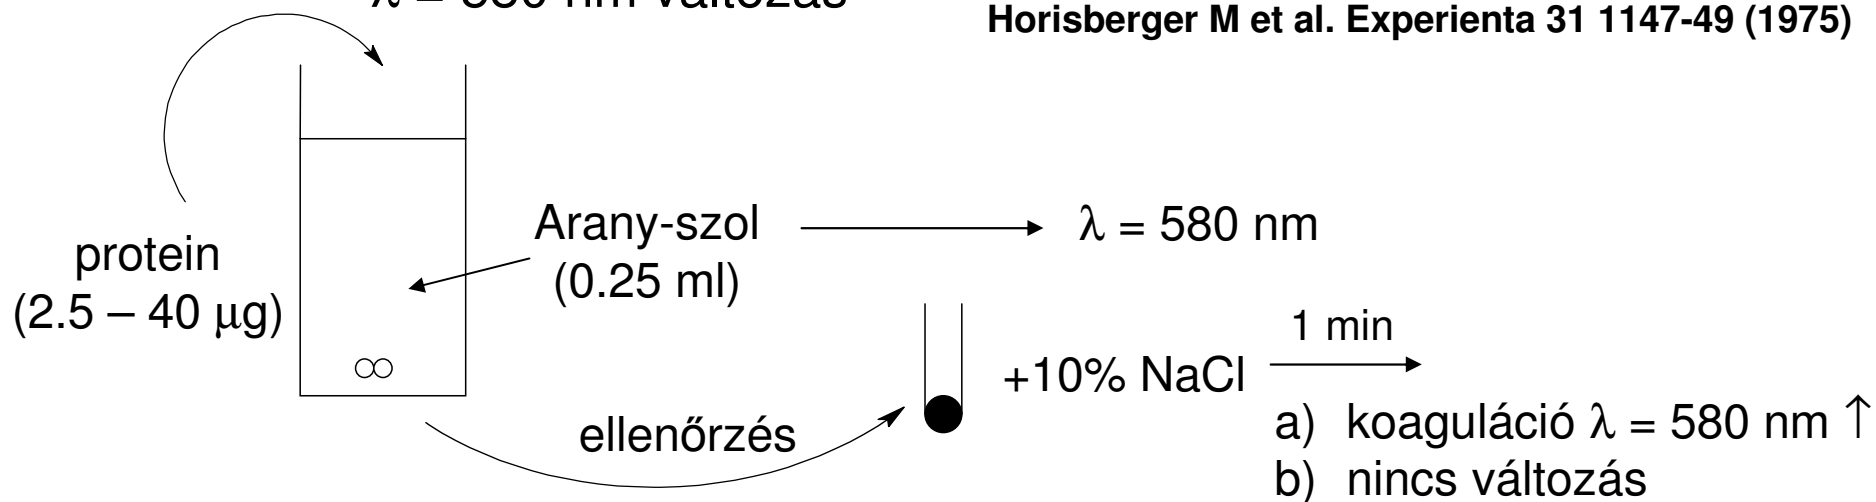 változás
Horisberger M et al. Experienta 31 1147-49 (1975)
protein
(2.5 – 40 µg)
Arany-szol
(0.25 ml)
λ = 580 nm
+10% NaCl
1 min
ellenőrzés
a) koaguláció λ = 580 nm ↑
b) nincs változás